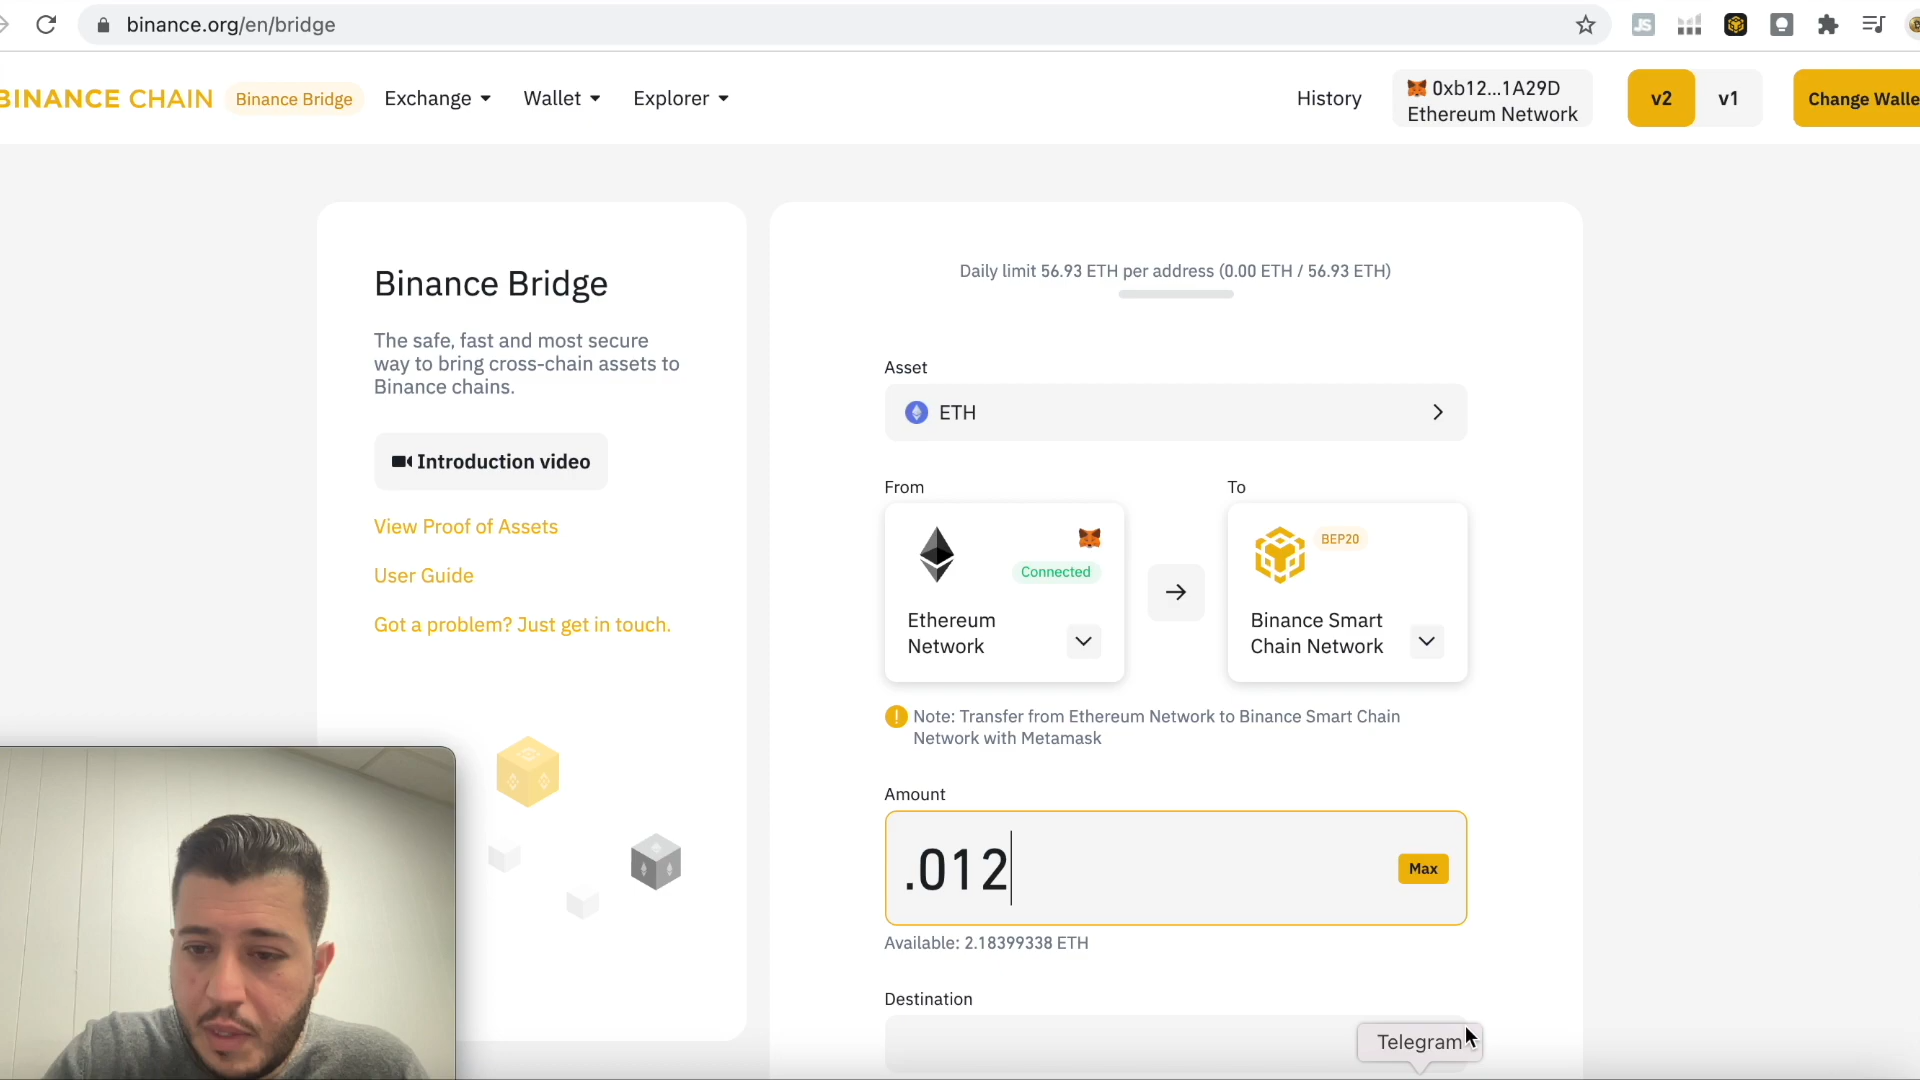 binance.org/en/bridge
JS
BINANCE CHAIN
Binance Bridge
Exchange
Wallet
Explorer
History
0xb12...1A29D
Ethereum Network
v2
v1
Change Walle
Binance Bridge
The safe, fast and most secure
way to bring cross-chain assets to
Binance chains.
Introduction video
View Proof of Assets
User Guide
Got a problem? Just get in touch.
Daily limit 56.93 ETH per address (0.00 ETH / 56.93 ETH)
Asset
ETH
From
Connected
Ethereum
Network
To
BEP20
Binance Smart
Chain Network
! Note: Transfer from Ethereum Network to Binance Smart Chain
Network with Metamask
Amount
.012
Max
Available: 2.18399338 ETH
Destination
Telegram